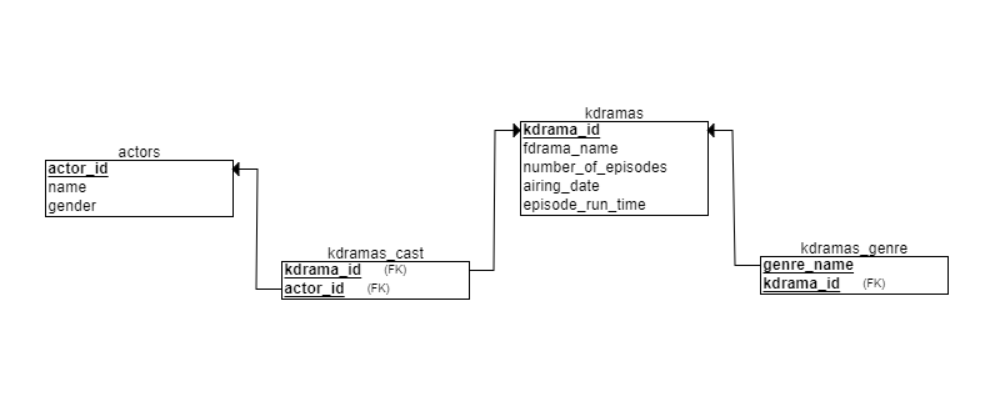 actors
actor_id
name
gender
kdramas_cast
kdrama_id (FK)
actor_id (FK)
kdramas
kdrama_id
fdrama_name
number_of_episodes
airing_date
episode_run_time
kdramas_genre
genre_name
kdrama_id (FK)